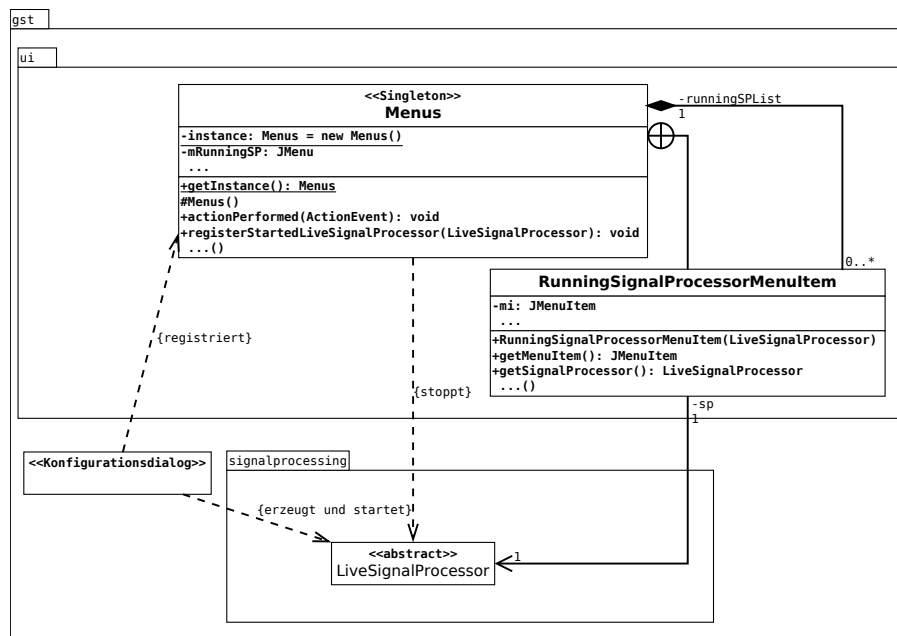 gst
ui
<<Singleton>>
Menus
-instance: Menus = new Menus()
-mRunningSP: JMenu
...
+getInstance(): Menus
#Menus()
+actionPerformed(ActionEvent): void
+registerStartedLiveSignalProcessor(LiveSignalProcessor): void
...()
-runningSPList
1
0..*
RunningSignalProcessorMenuItem
-mi: JMenuItem
...
+RunningSignalProcessorMenuItem(LiveSignalProcessor)
+getMenuItem(): JMenuItem
+getSignalProcessor(): LiveSignalProcessor
...()
{registriert}
{stoppt}
-sp
1
<<Konfigurationsdialog>>
signalprocessing
{erzeugt und startet}
<<abstract>>
LiveSignalProcessor
1